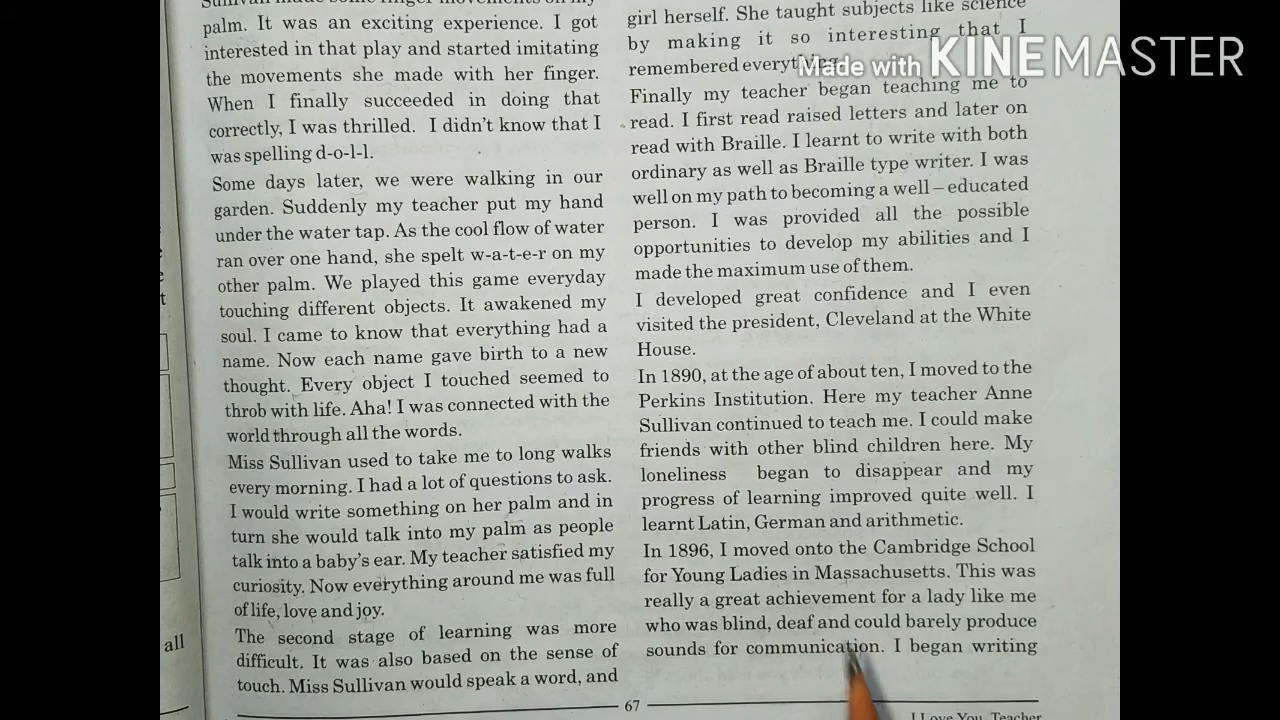 Sullivan made some finger movements on my
palm. It was an exciting experience. I got
interested in that play and started imitating
the movements she made with her finger.
When I finally succeeded in doing that
correctly, I was thrilled. I didn't know that I
was spelling d-o-l-l.
Some days later, we were walking in our
garden. Suddenly my teacher put my hand
under the water tap. As the cool flow of water
ran over one hand, she spelt w-a-t-e-r on my
other palm. We played this game everyday
touching different objects. It awakened my
soul. I came to know that everything had a
name. Now each name gave birth to a new
thought. Every object I touched seemed to
throb with life. Aha! I was connected with the
world through all the words.
Miss Sullivan used to take me to long walks
every morning. I had a lot of questions to ask.
I would write something on her palm and in
turn she would talk into my palm as people
talk into a baby's ear. My teacher satisfied my
curiosity. Now everything around me was full
of life, love and joy.
The second stage of learning was more
difficult. It was also based on the sense of
touch. Miss Sullivan would speak a word, and
girl herself. She taught subjects like science
by making it so interesting that I
remembered everything.
Finally my teacher began teaching me to
read. I first read raised letters and later on
read with Braille. I learnt to write with both
ordinary as well as Braille type writer. I was
well on my path to becoming a well–educated
person. I was provided all the possible
opportunities to develop my abilities and I
made the maximum use of them.
I developed great confidence and I even
visited the president, Cleveland at the White
House.
In 1890, at the age of about ten, I moved to the
Perkins Institution. Here my teacher Anne
Sullivan continued to teach me. I could make
friends with other blind children here. My
loneliness began to disappear and my
progress of learning improved quite well. I
learnt Latin, German and arithmetic.
In 1896, I moved onto the Cambridge School
for Young Ladies in Massachusetts. This was
really a great achievement for a lady like me
who was blind, deaf and could barely produce
sounds for communication. I began writing
67
I Love You, Teacher
all
Made with KINEMASTER